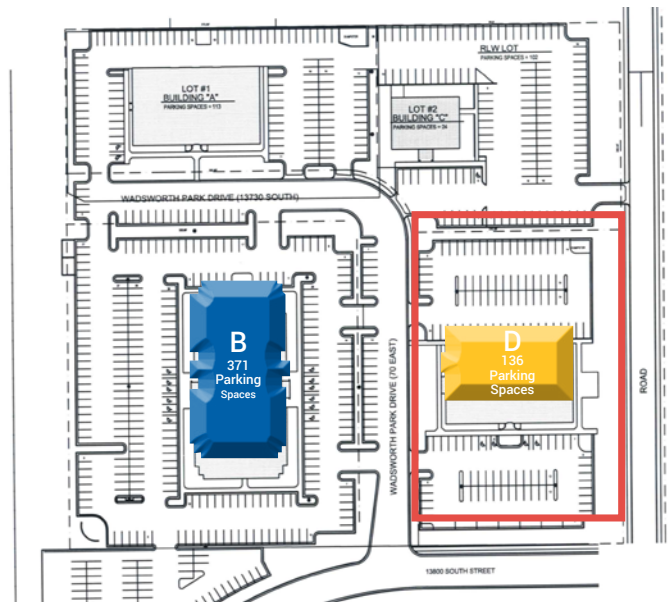 RLW LOT
PARKING SPACES = 102
LOT #1
BUILDING "A"
PARKING SPACES = 113
LOT #2
BUILDING "C"
PARKING SPACES = 34
WADSWORTH PARK DRIVE (13730 SOUTH)
B
371
Parking
Spaces
D
136
Parking
Spaces
WADSWORTH PARK DRIVE (70 EAST)
ROAD
13800 SOUTH STREET